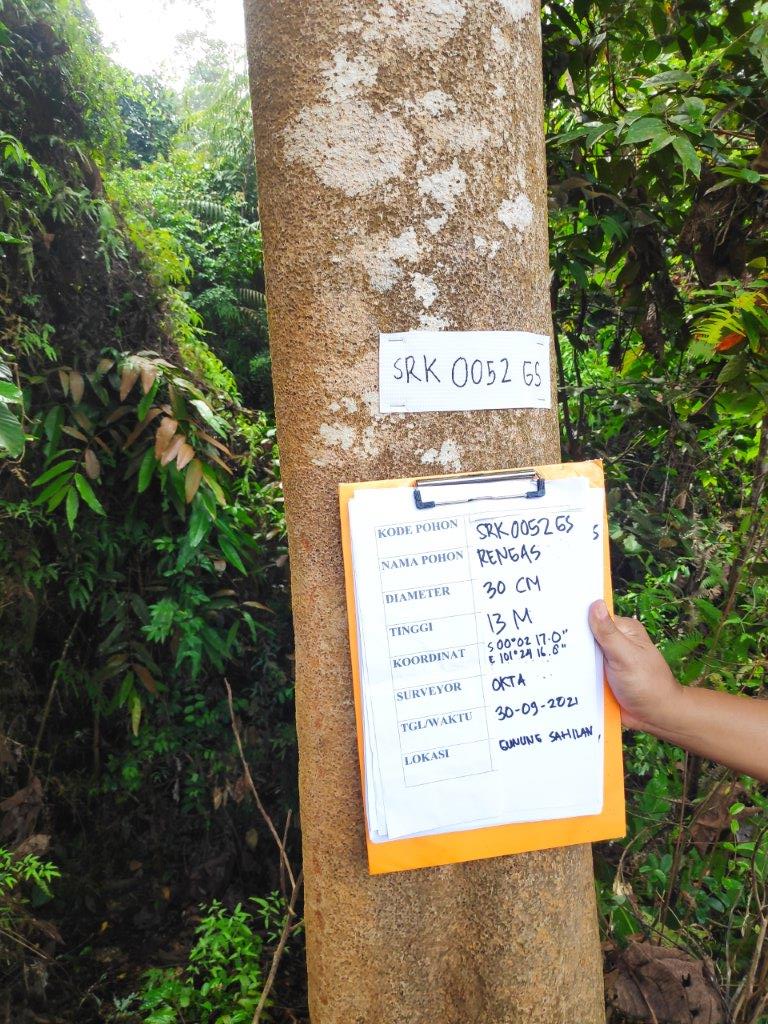 SRK 0052 GS
KODE POHON SRK 0052 GS S
NAMA POHON RENGAS
DIAMETER 30 CM
TINGGI 13 M
KOORDINAT S 00°02 17.0"
E 101°24 16.8"
SURVEYOR OKTA
TGL/WAKTU 30-09-2021
LOKASI GUNUNG SAHILAN,